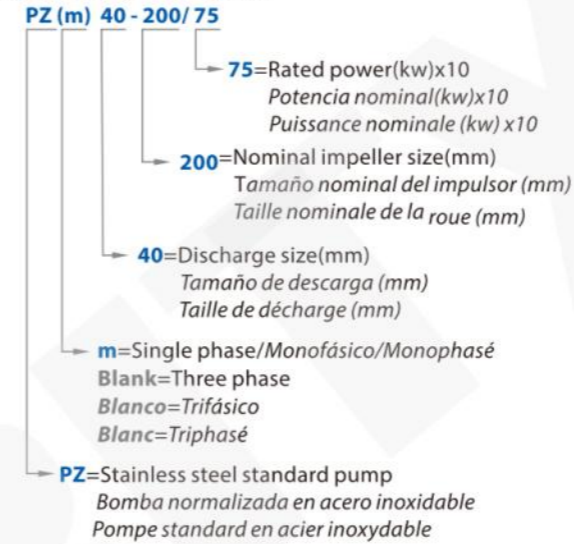 PZ (m) 40 - 200/ 75
75=Rated power(kw)x10
Potencia nominal(kw)x10
Puissance nominale (kw) x10
200=Nominal impeller size(mm)
Tamaño nominal del impulsor (mm)
Taille nominale de la roue (mm)
40=Discharge size(mm)
Tamaño de descarga (mm)
Taille de décharge (mm)
m=Single phase/Monofásico/Monophasé
Blank=Three phase
Blanco=Trifásico
Blanc=Triphasé
PZ=Stainless steel standard pump
Bomba normalizada en acero inoxidable
Pompe standard en acier inoxydable